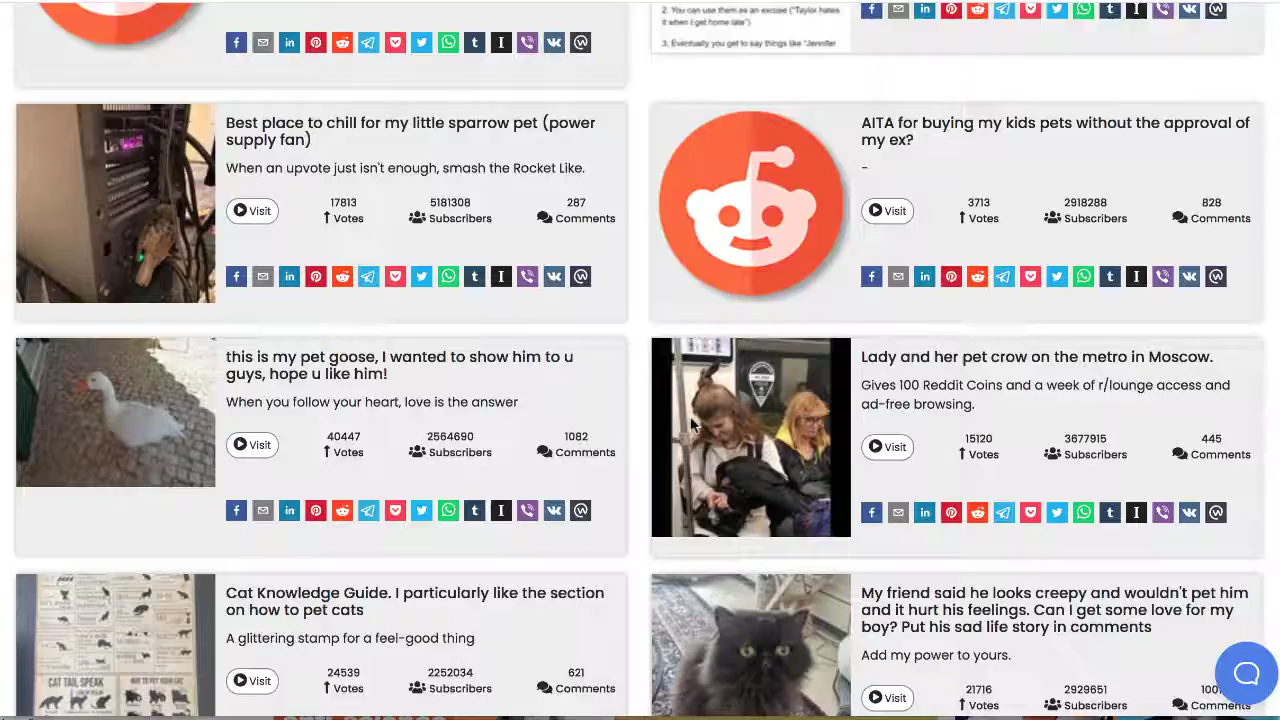 2. You can use them as an excuse ("Taylor hates
it when I get home late")
3. Eventually you get to say things like "Jennifer
Best place to chill for my little sparrow pet (power
supply fan)
When an upvote just isn't enough, smash the Rocket Like.
Visit
17813
Votes
5181308
Subscribers
287
Comments
AITA for buying my kids pets without the approval of
my ex?
-
Visit
3713
Votes
2918288
Subscribers
828
Comments
this is my pet goose, I wanted to show him to u
guys, hope u like him!
When you follow your heart, love is the answer
Visit
40447
Votes
2564690
Subscribers
1082
Comments
Lady and her pet crow on the metro in Moscow.
Gives 100 Reddit Coins and a week of r/lounge access and
ad-free browsing.
Visit
15120
Votes
3677915
Subscribers
445
Comments
Cat Knowledge Guide. I particularly like the section
on how to pet cats
A glittering stamp for a feel-good thing
Visit
24539
Votes
2252034
Subscribers
621
Comments
CAT TAIL SPEAK
My friend said he looks creepy and wouldn't pet him
and it hurt his feelings. Can I get some love for my
boy? Put his sad life story in comments
Add my power to yours.
Visit
21716
Votes
2929651
Subscribers
Comments